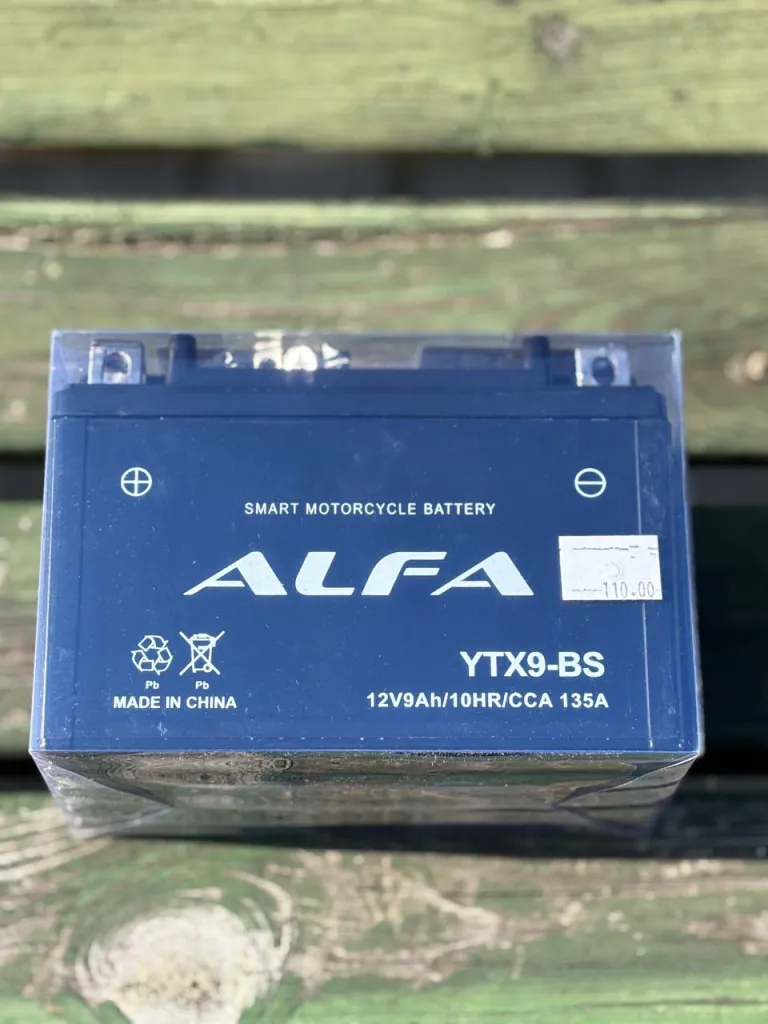 SMART MOTORCYCLE BATTERY
ALFA
110.00
YTX9-BS
12V9Ah/10HR/CCA 135A
Pb Pb
MADE IN CHINA